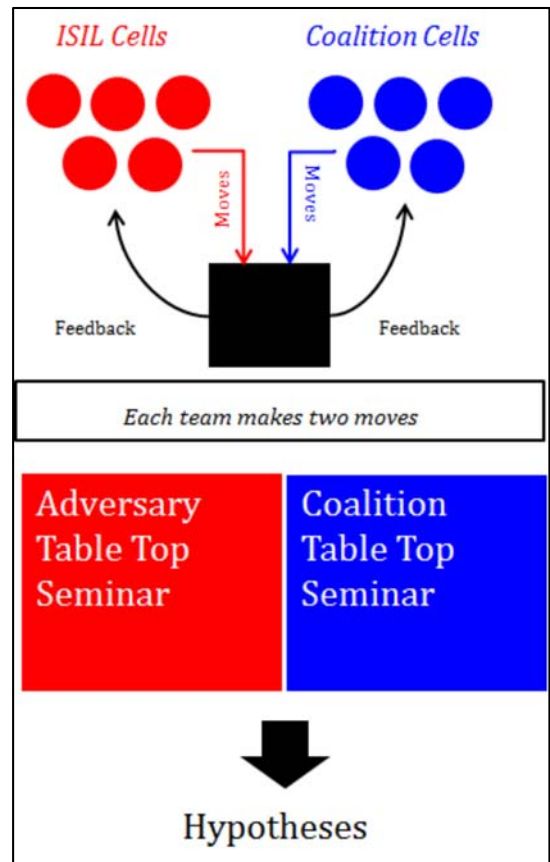 ISIL Cells
Coalition Cells
Moves
Moves
Feedback
Feedback
Each team makes two moves
Adversary
Table Top
Seminar
Coalition
Table Top
Seminar
Hypotheses